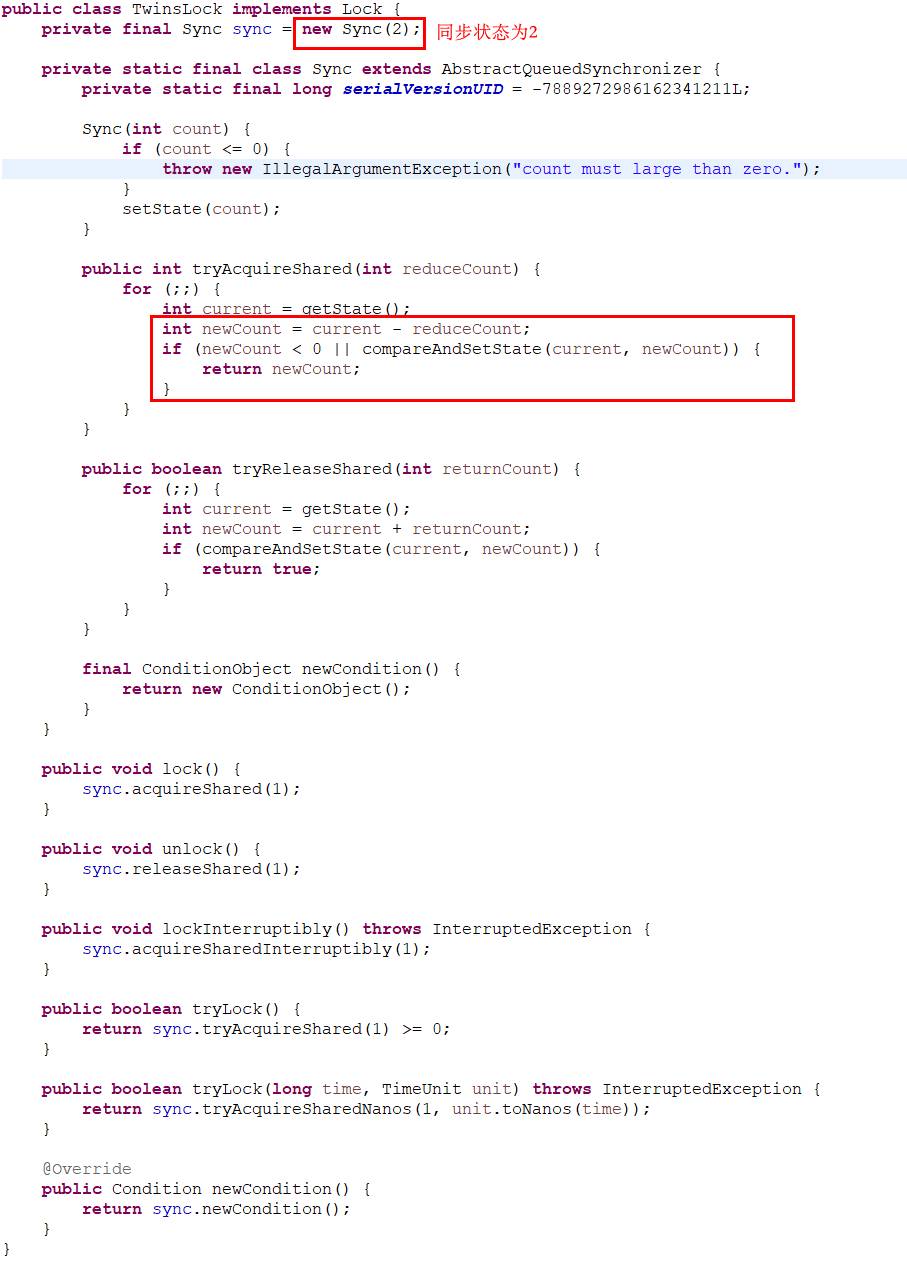 public class TwinsLock implements Lock {
    private final Sync sync = new Sync(2); 同步状态为2

    private static final class Sync extends AbstractQueuedSynchronizer {
        private static final long serialVersionUID = -7889272986162341211L;

        Sync(int count) {
            if (count <= 0) {
                throw new IllegalArgumentException("count must large than zero.");
            }
            setState(count);
        }

        public int tryAcquireShared(int reduceCount) {
            for (;;) {
                int current = getState();
                int newCount = current - reduceCount;
                if (newCount < 0 || compareAndSetState(current, newCount)) {
                    return newCount;
                }
            }
        }

        public boolean tryReleaseShared(int returnCount) {
            for (;;) {
                int current = getState();
                int newCount = current + returnCount;
                if (compareAndSetState(current, newCount)) {
                    return true;
                }
            }
        }

        final ConditionObject newCondition() {
            return new ConditionObject();
        }
    }

    public void lock() {
        sync.acquireShared(1);
    }

    public void unlock() {
        sync.releaseShared(1);
    }

    public void lockInterruptibly() throws InterruptedException {
        sync.acquireSharedInterruptibly(1);
    }

    public boolean tryLock() {
        return sync.tryAcquireShared(1) >= 0;
    }

    public boolean tryLock(long time, TimeUnit unit) throws InterruptedException {
        return sync.tryAcquireSharedNanos(1, unit.toNanos(time));
    }

    @Override
    public Condition newCondition() {
        return sync.newCondition();
    }
}